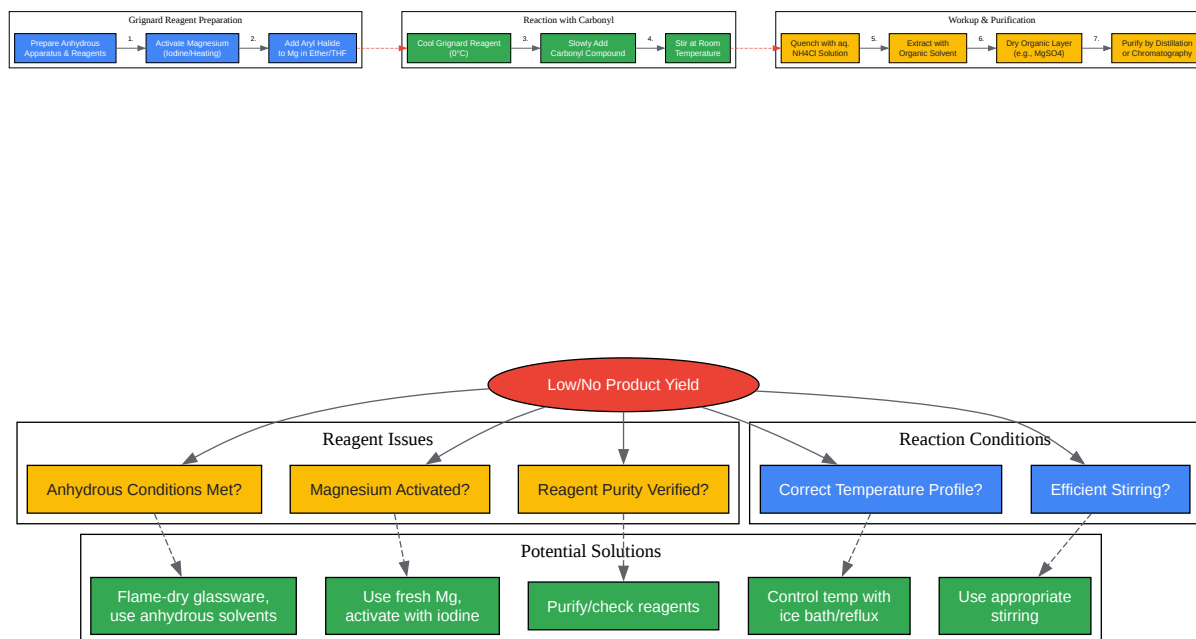 Grignard Reagent Preparation
Prepare Anhydrous
Apparatus & Reagents
1.
Activate Magnesium
(Iodine/Heating)
2.
Add Aryl Halide
to Mg in Ether/THF
Reaction with Carbonyl
Cool Grignard Reagent
(0°C)
3.
Slowly Add
Carbonyl Compound
4.
Stir at Room
Temperature
Workup & Purification
Quench with aq.
NH4Cl Solution
5.
Extract with
Organic Solvent
6.
Dry Organic Layer
(e.g., MgSO4)
7.
Purify by Distillation
or Chromatography
Low/No Product Yield
Reagent Issues
Anhydrous Conditions Met?
Magnesium Activated?
Reagent Purity Verified?
Reaction Conditions
Correct Temperature Profile?
Efficient Stirring?
Potential Solutions
Flame-dry glassware,
use anhydrous solvents
Use fresh Mg,
activate with iodine
Purify/check reagents
Control temp with
ice bath/reflux
Use appropriate
stirring